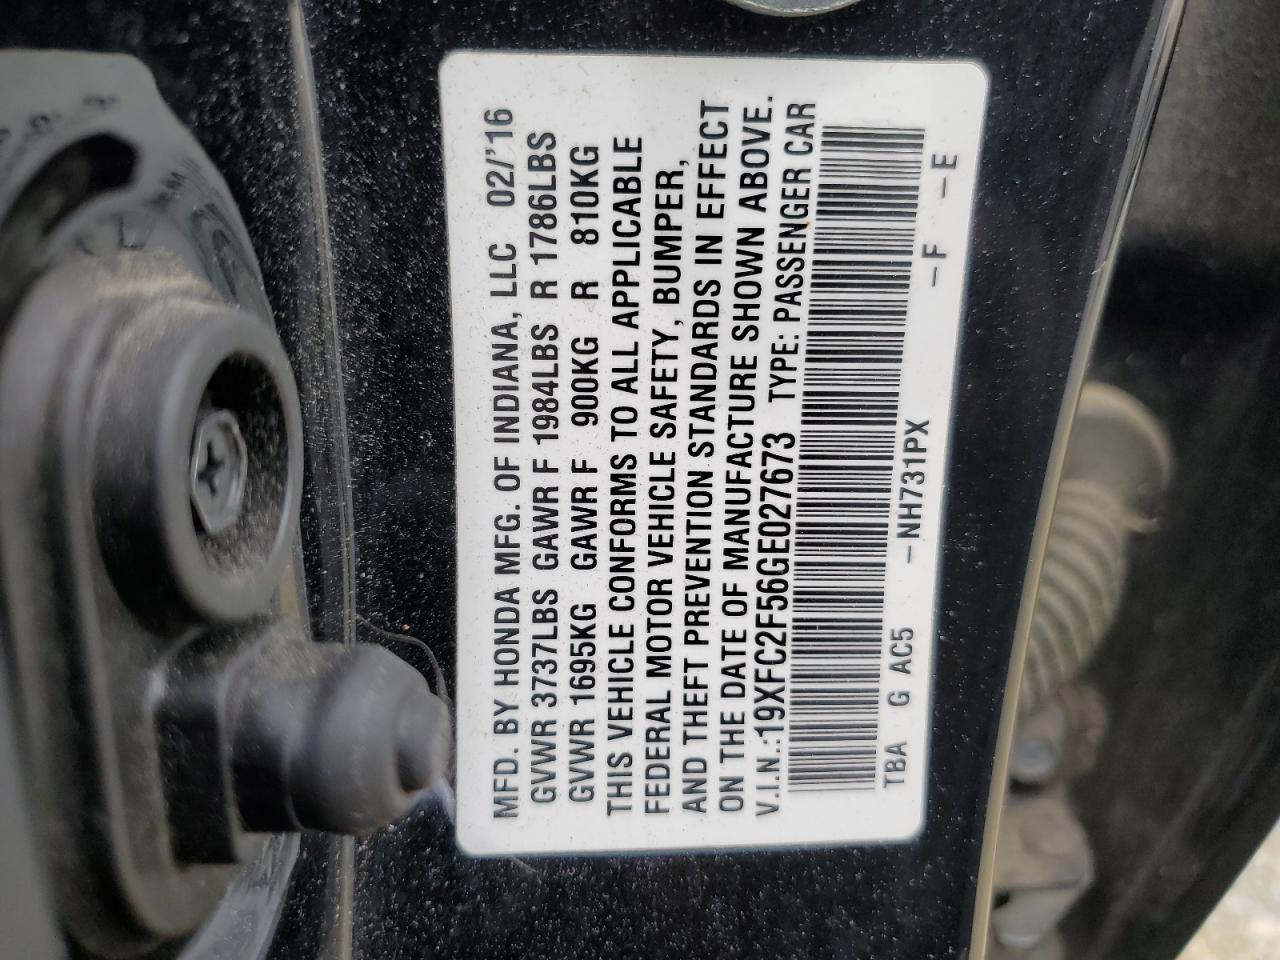 MFD. BY HONDA MFG. OF INDIANA, LLC 02/'16
GVWR 3737LBS GAWR F 1984LBS R 1786LBS
GVWR 1695KG GAWR F 900KG R 810KG
THIS VEHICLE CONFORMS TO ALL APPLICABLE
FEDERAL MOTOR VEHICLE SAFETY, BUMPER,
AND THEFT PREVENTION STANDARDS IN EFFECT
ON THE DATE OF MANUFACTURE SHOWN ABOVE.
V.I.N.:19XFC2F56GE027673 TYPE: PASSENGER CAR
TBA G AC5 -NH731PX -F -E